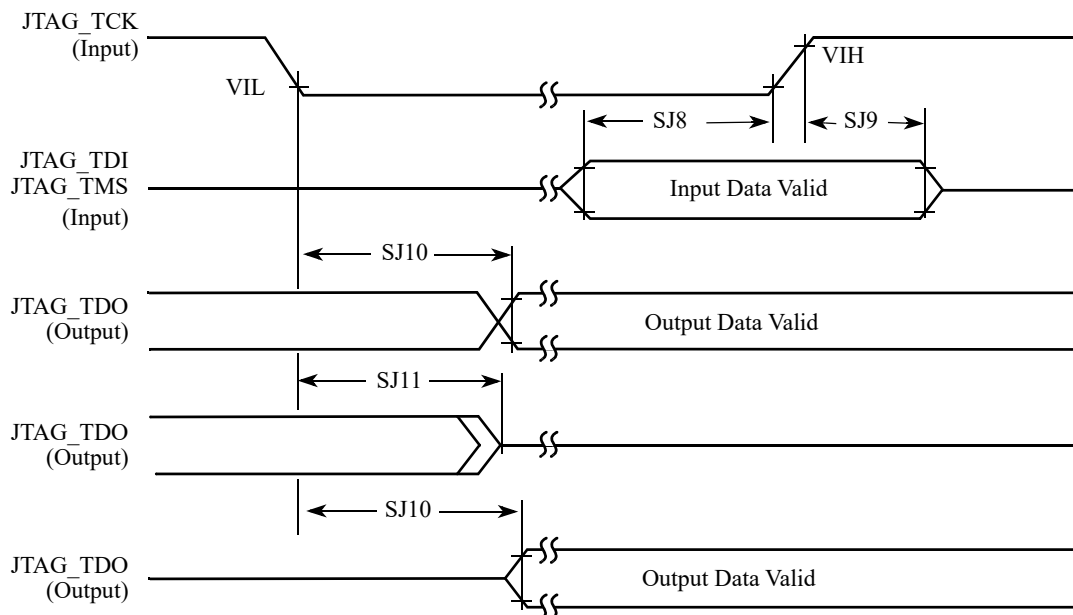 JTAG_TCK
(Input)
VIL
VIH
SJ8
SJ9
JTAG_TDI
JTAG_TMS
(Input)
Input Data Valid
SJ10
JTAG_TDO
(Output)
Output Data Valid
SJ11
JTAG_TDO
(Output)
SJ10
JTAG_TDO
(Output)
Output Data Valid